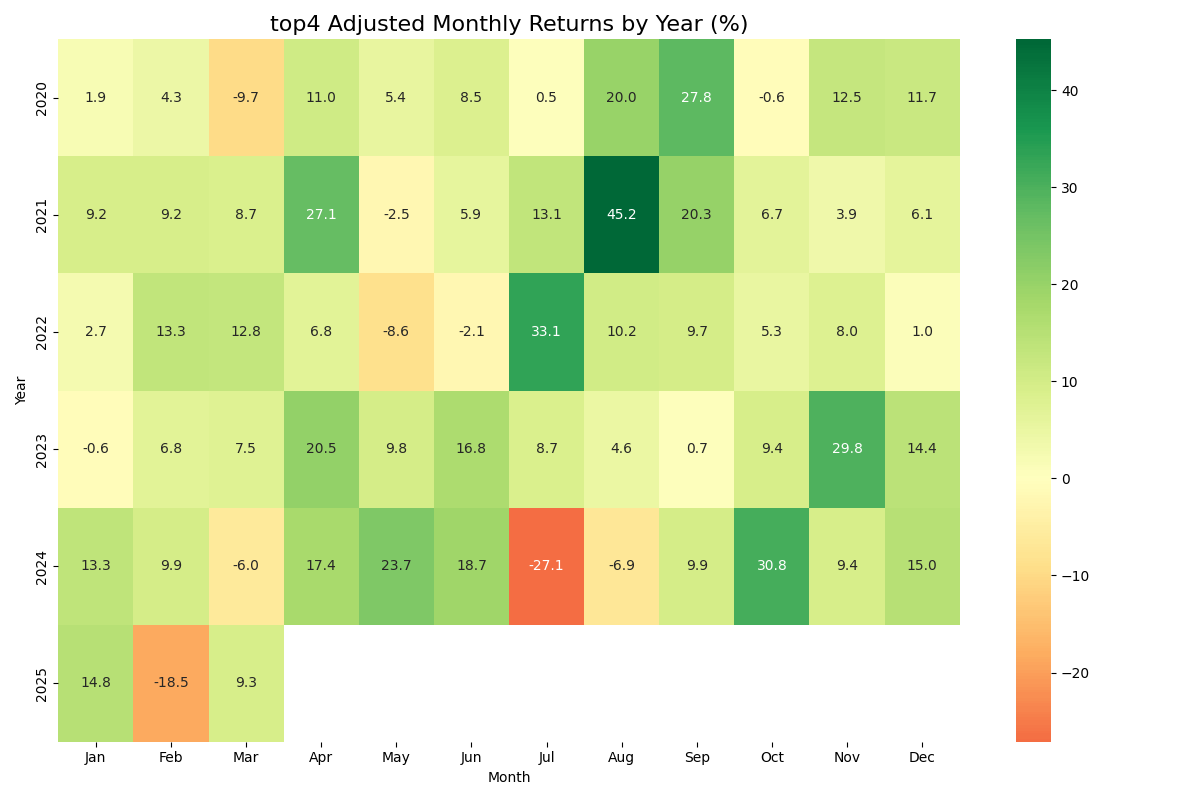 top4 Adjusted Monthly Returns by Year (%)
2020 1.9 4.3 -9.7 11.0 5.4 8.5 0.5 20.0 27.8 -0.6 12.5 11.7
2021 9.2 9.2 8.7 27.1 -2.5 5.9 13.1 45.2 20.3 6.7 3.9 6.1
2022 2.7 13.3 12.8 6.8 -8.6 -2.1 33.1 10.2 9.7 5.3 8.0 1.0
2023 -0.6 6.8 7.5 20.5 9.8 16.8 8.7 4.6 0.7 9.4 29.8 14.4
2024 13.3 9.9 -6.0 17.4 23.7 18.7 -27.1 -6.9 9.9 30.8 9.4 15.0
2025 14.8 -18.5 9.3
Year
Jan Feb Mar Apr May Jun Jul Aug Sep Oct Nov Dec
Month
40
30
20
10
0
−10
−20